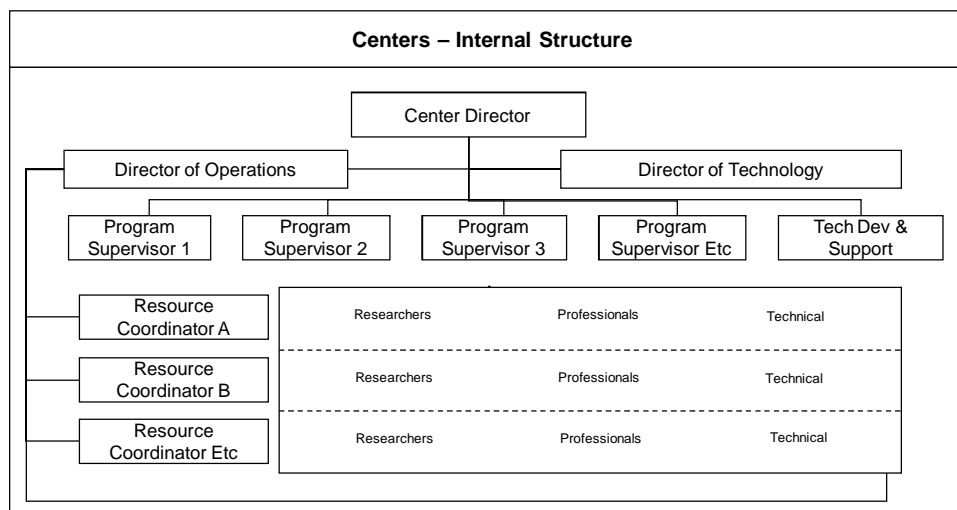 Centers – Internal Structure
Center Director
Director of Operations
Director of Technology
Program
Supervisor 1
Program
Supervisor 2
Program
Supervisor 3
Program
Supervisor Etc
Tech Dev &
Support
Resource
Coordinator A
Researchers
Professionals
Technical
Resource
Coordinator B
Researchers
Professionals
Technical
Resource
Coordinator Etc
Researchers
Professionals
Technical